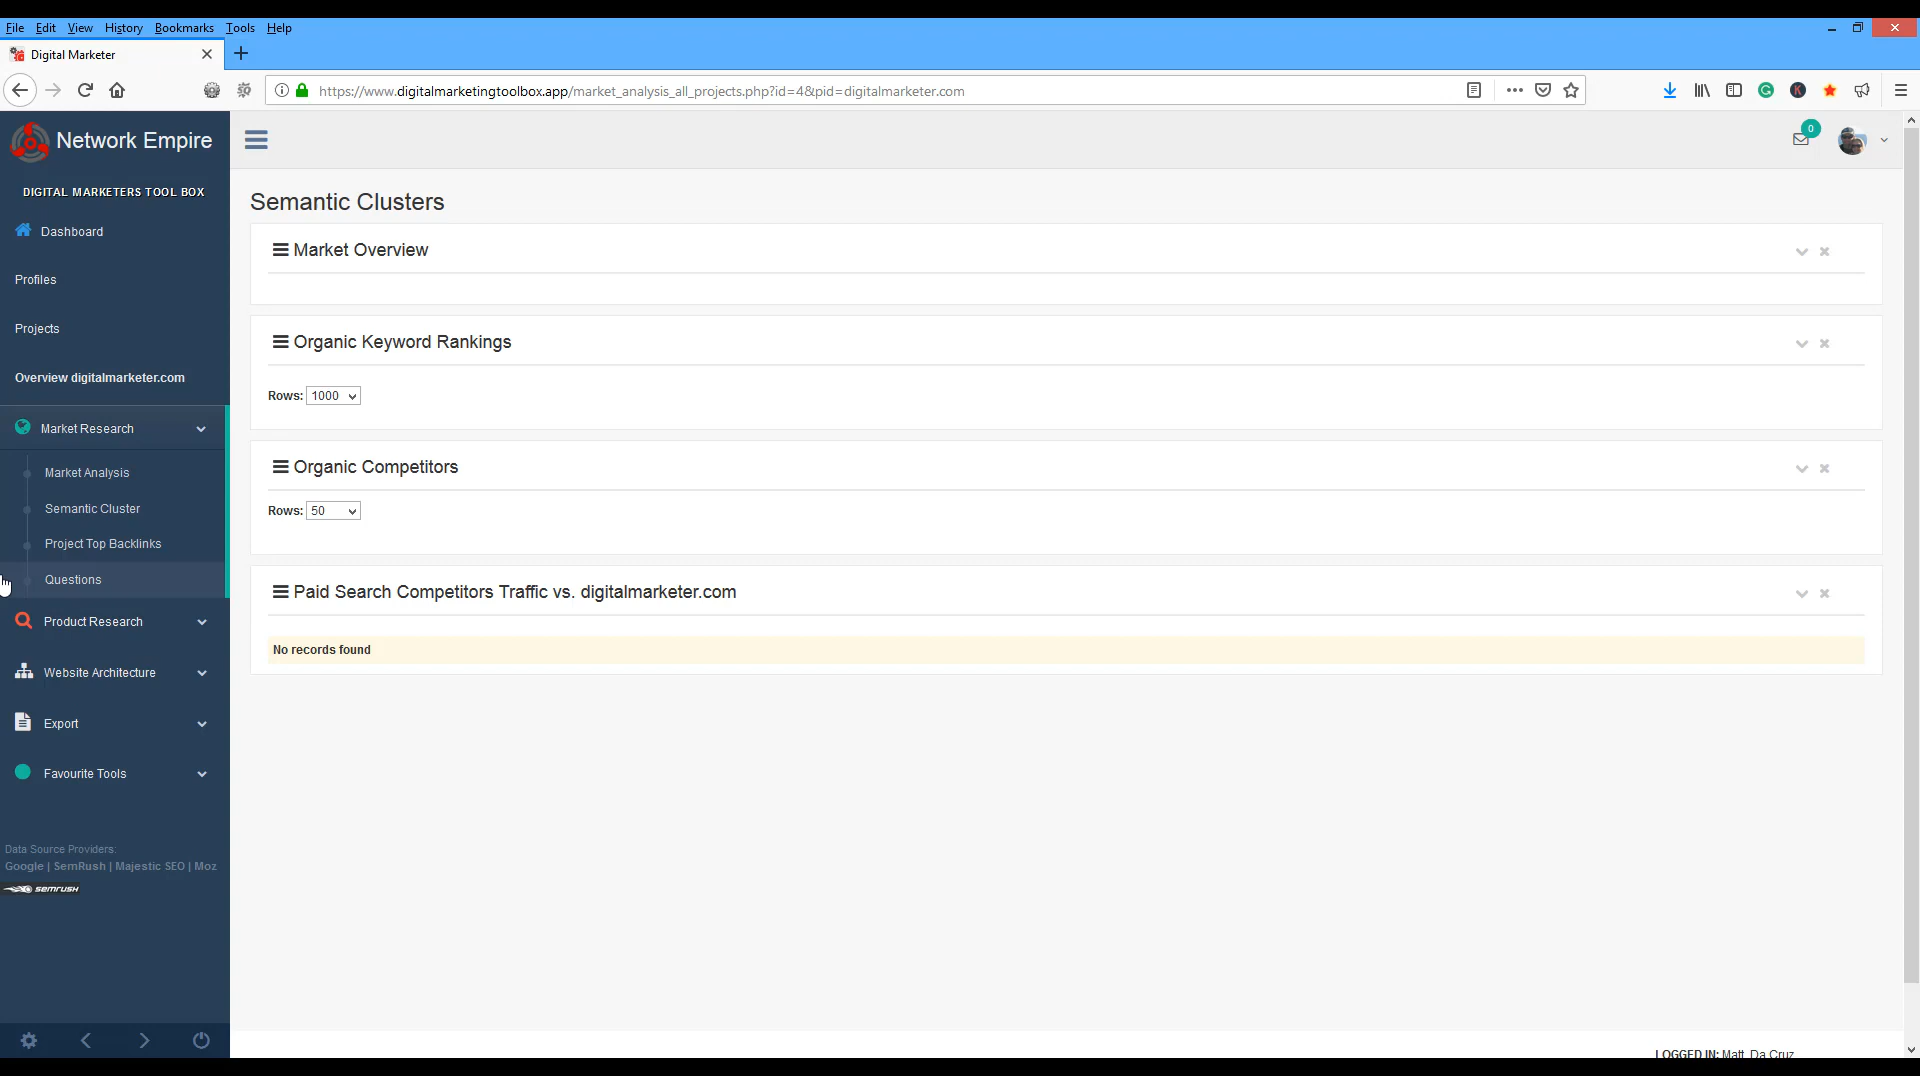 File Edit View History Bookmarks Tools Help
Digital Marketer
https://www.digitalmarketingtoolbox.app/market_analysis_all_projects.php?id=4&pid=digitalmarketer.com
Network Empire
0
DIGITAL MARKETERS TOOL BOX
Dashboard
Profiles
Projects
Overview digitalmarketer.com
Market Research
Market Analysis
Semantic Cluster
Project Top Backlinks
Questions
Product Research
Website Architecture
Export
Favourite Tools
Data Source Providers:
Google | SemRush | Majestic SEO | Moz
SEMRUSH
Semantic Clusters
Market Overview
Organic Keyword Rankings
Rows: 1000
Organic Competitors
Rows: 50
Paid Search Competitors Traffic vs. digitalmarketer.com
No records found
LOGGED IN: Matt Da Cruz